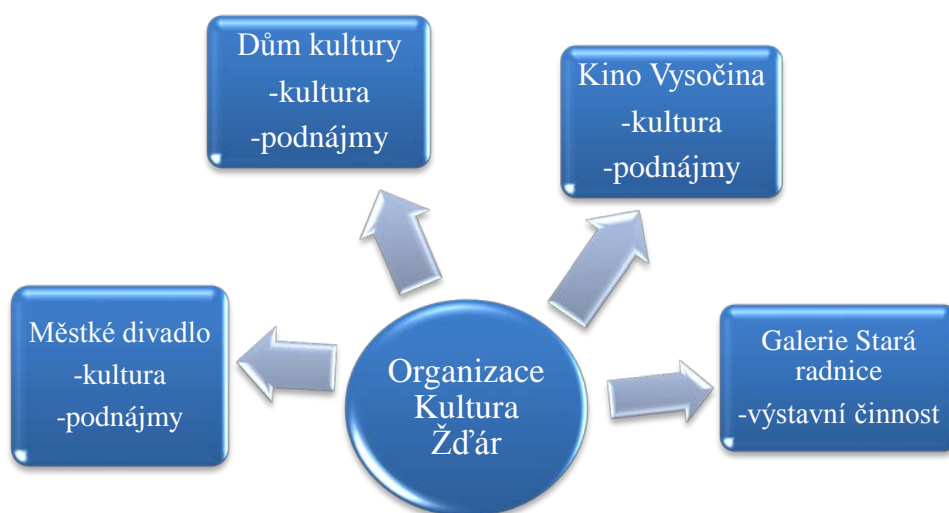 Dům kultury
-kultura
-podnájmy
Kino Vysočina
-kultura
-podnájmy
Městké divadlo
-kultura
-podnájmy
Organizace
Kultura
Žďár
Galerie Stará
radnice
-výstavní činnost